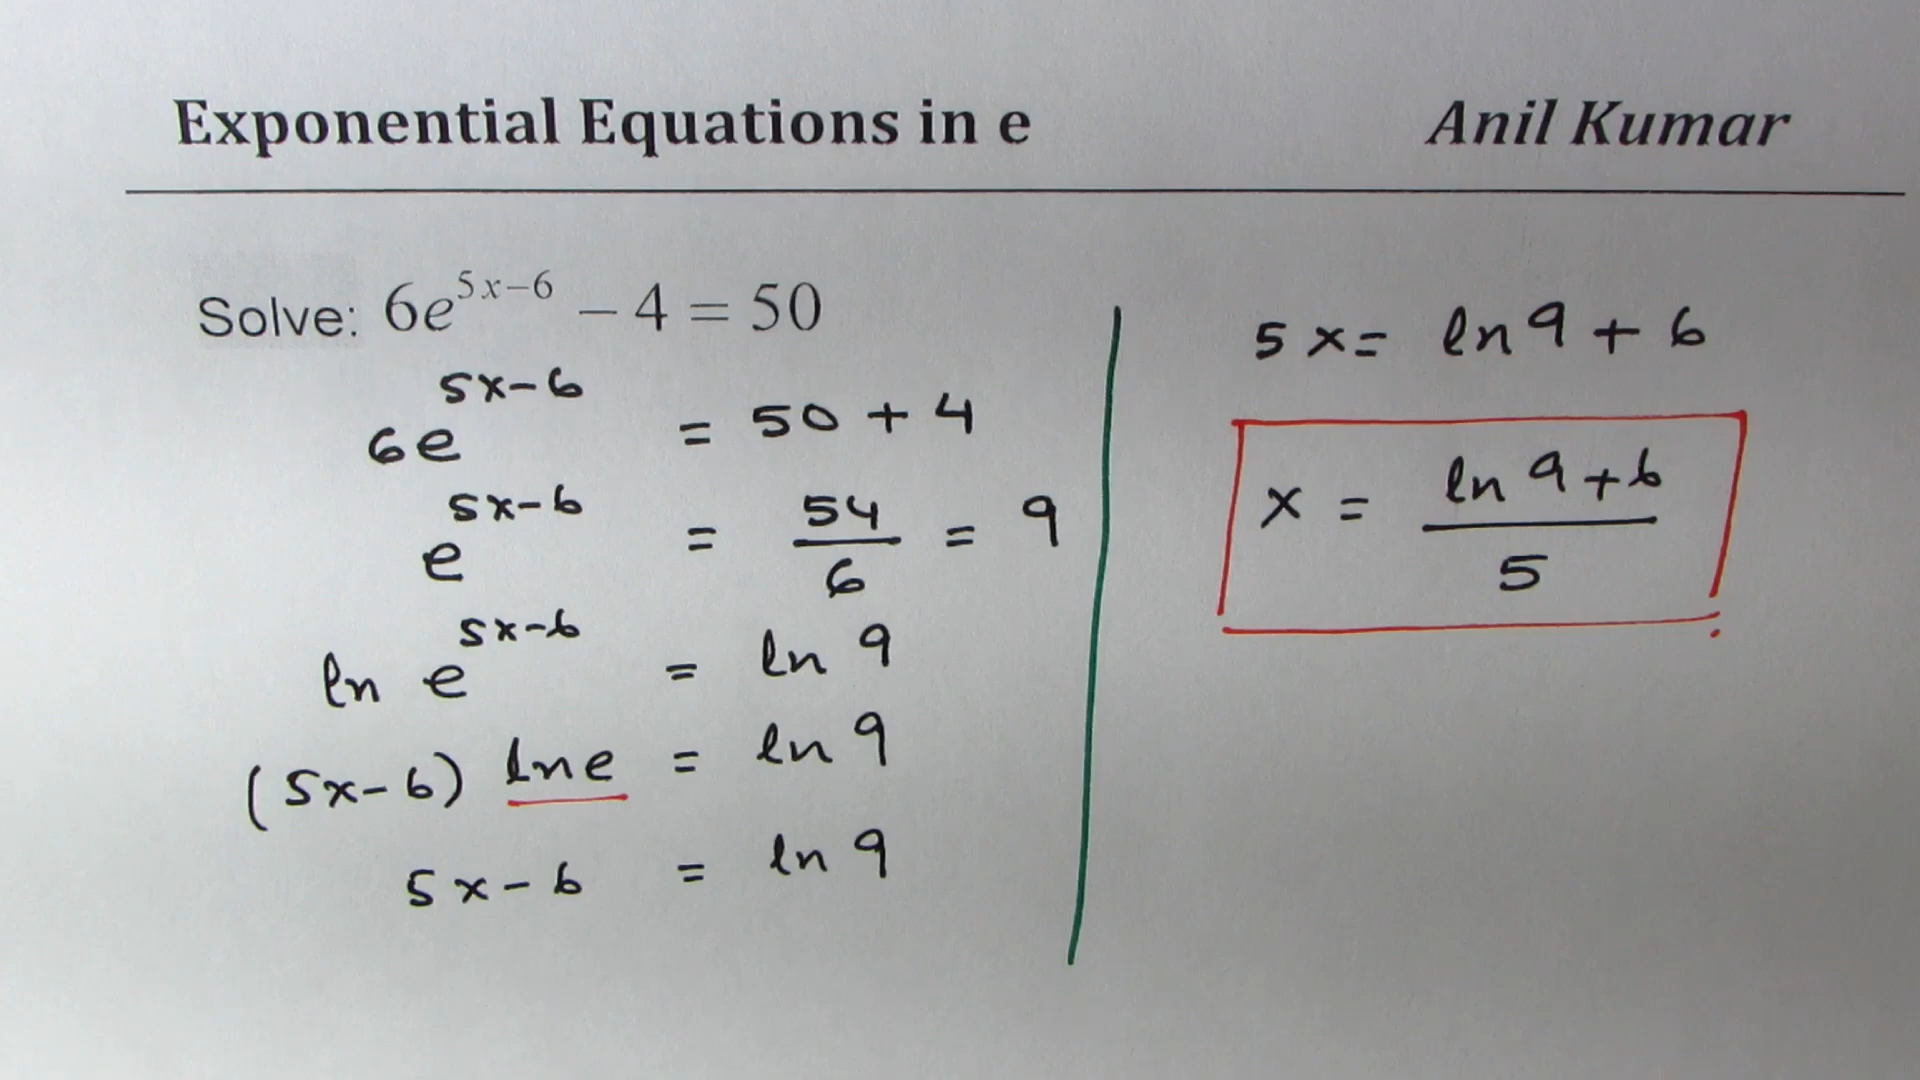 Exponential Equations in e Anil Kumar
Solve: 6e^{5x-6} – 4 = 50
6e^{5x-6} = 50 + 4
e^{5x-6} = 54/6 = 9
ln e^{5x-6} = ln 9
(5x-6) ln e = ln 9
5x-6 = ln 9
5x = ln 9 + 6
x = (ln 9 + 6)/5